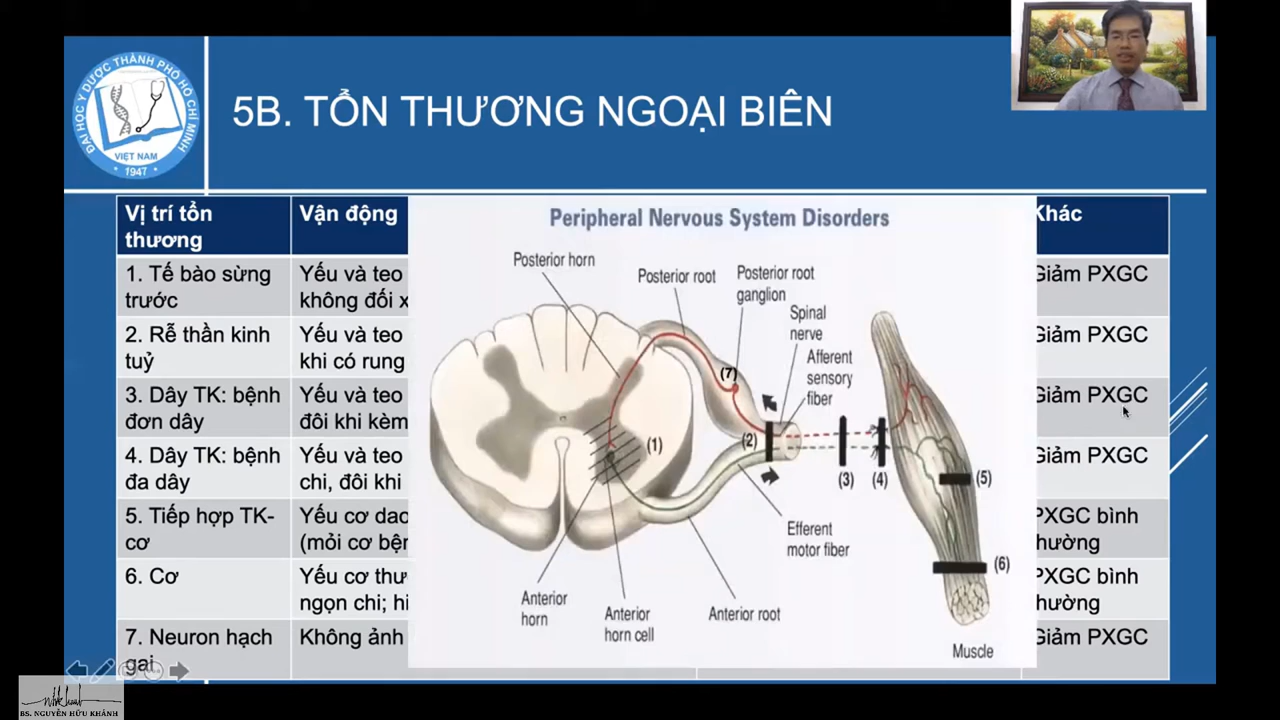 ĐẠI HỌC Y DƯỢC THÀNH PHỐ HỒ CHÍ MINH
VIỆT NAM
1947
5B. TỔN THƯƠNG NGOẠI BIÊN
Vị trí tổn
thương
Vận động
Khác
1. Tế bào sừng
trước
Yếu và teo
không đối x
Giảm PXGC
2. Rễ thần kinh
tuỷ
Yếu và teo
khi có rung
Giảm PXGC
3. Dây TK: bệnh
đơn dây
Yếu và teo
đôi khi kèm
Giảm PXGC
4. Dây TK: bệnh
đa dây
Yếu và teo
chi, đôi khi
Giảm PXGC
5. Tiếp hợp TK-
cơ
Yếu cơ dao
(mỏi cơ bện
PXGC bình
thường
6. Cơ
Yếu cơ thư
ngọn chi; hi
PXGC bình
thường
7. Neuron hạch
gai
Không ảnh
Giảm PXGC
Peripheral Nervous System Disorders
Posterior horn
Posterior root
Posterior root
ganglion
Spinal
nerve
Afferent
sensory
fiber
(7)
(1)
(2)
(3)
(4)
(5)
(6)
Efferent
motor fiber
Anterior
horn
Anterior
horn cell
Anterior root
Muscle
BS. NGUYỄN HỮU KHÁNH